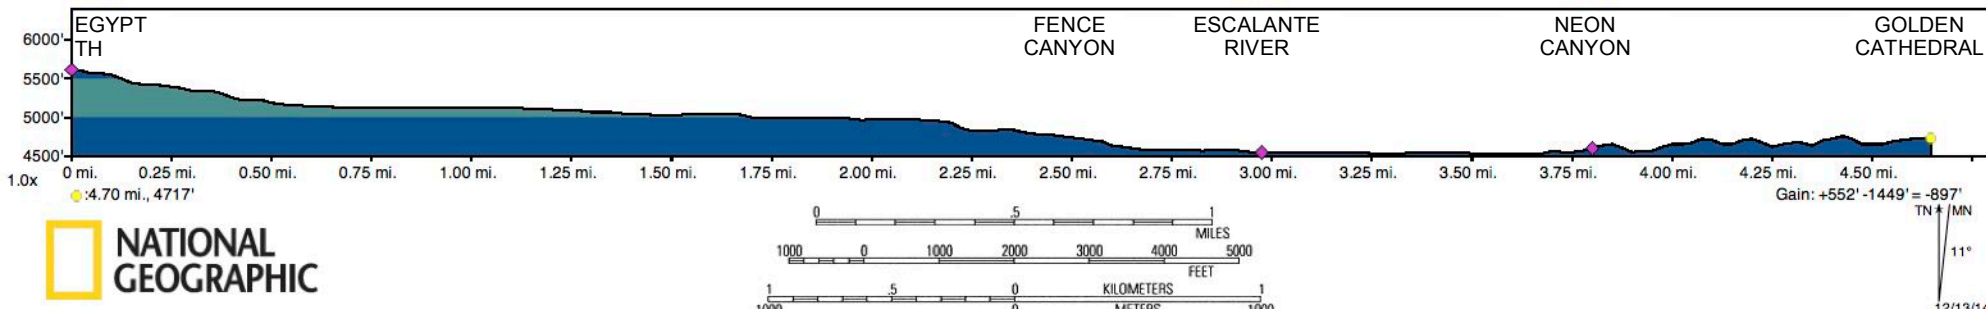 EGYPT
TH
FENCE
CANYON
ESCALANTE
RIVER
NEON
CANYON
GOLDEN
CATHEDRAL
6000'
5500'
5000'
4500'
1.0x
0 mi. 0.25 mi. 0.50 mi. 0.75 mi. 1.00 mi. 1.25 mi. 1.50 mi. 1.75 mi. 2.00 mi. 2.25 mi. 2.50 mi. 2.75 mi. 3.00 mi. 3.25 mi. 3.50 mi. 3.75 mi. 4.00 mi. 4.25 mi. 4.50 mi.
:4.70 mi., 4717'
Gain: +552' -1449' = -897'
NATIONAL
GEOGRAPHIC
0 .5 1
MILES
1000 0 1000 2000 3000 4000 5000
FEET
1 .5 0 KILOMETERS 1
1000 0 METERS 1000
TN MN
11°